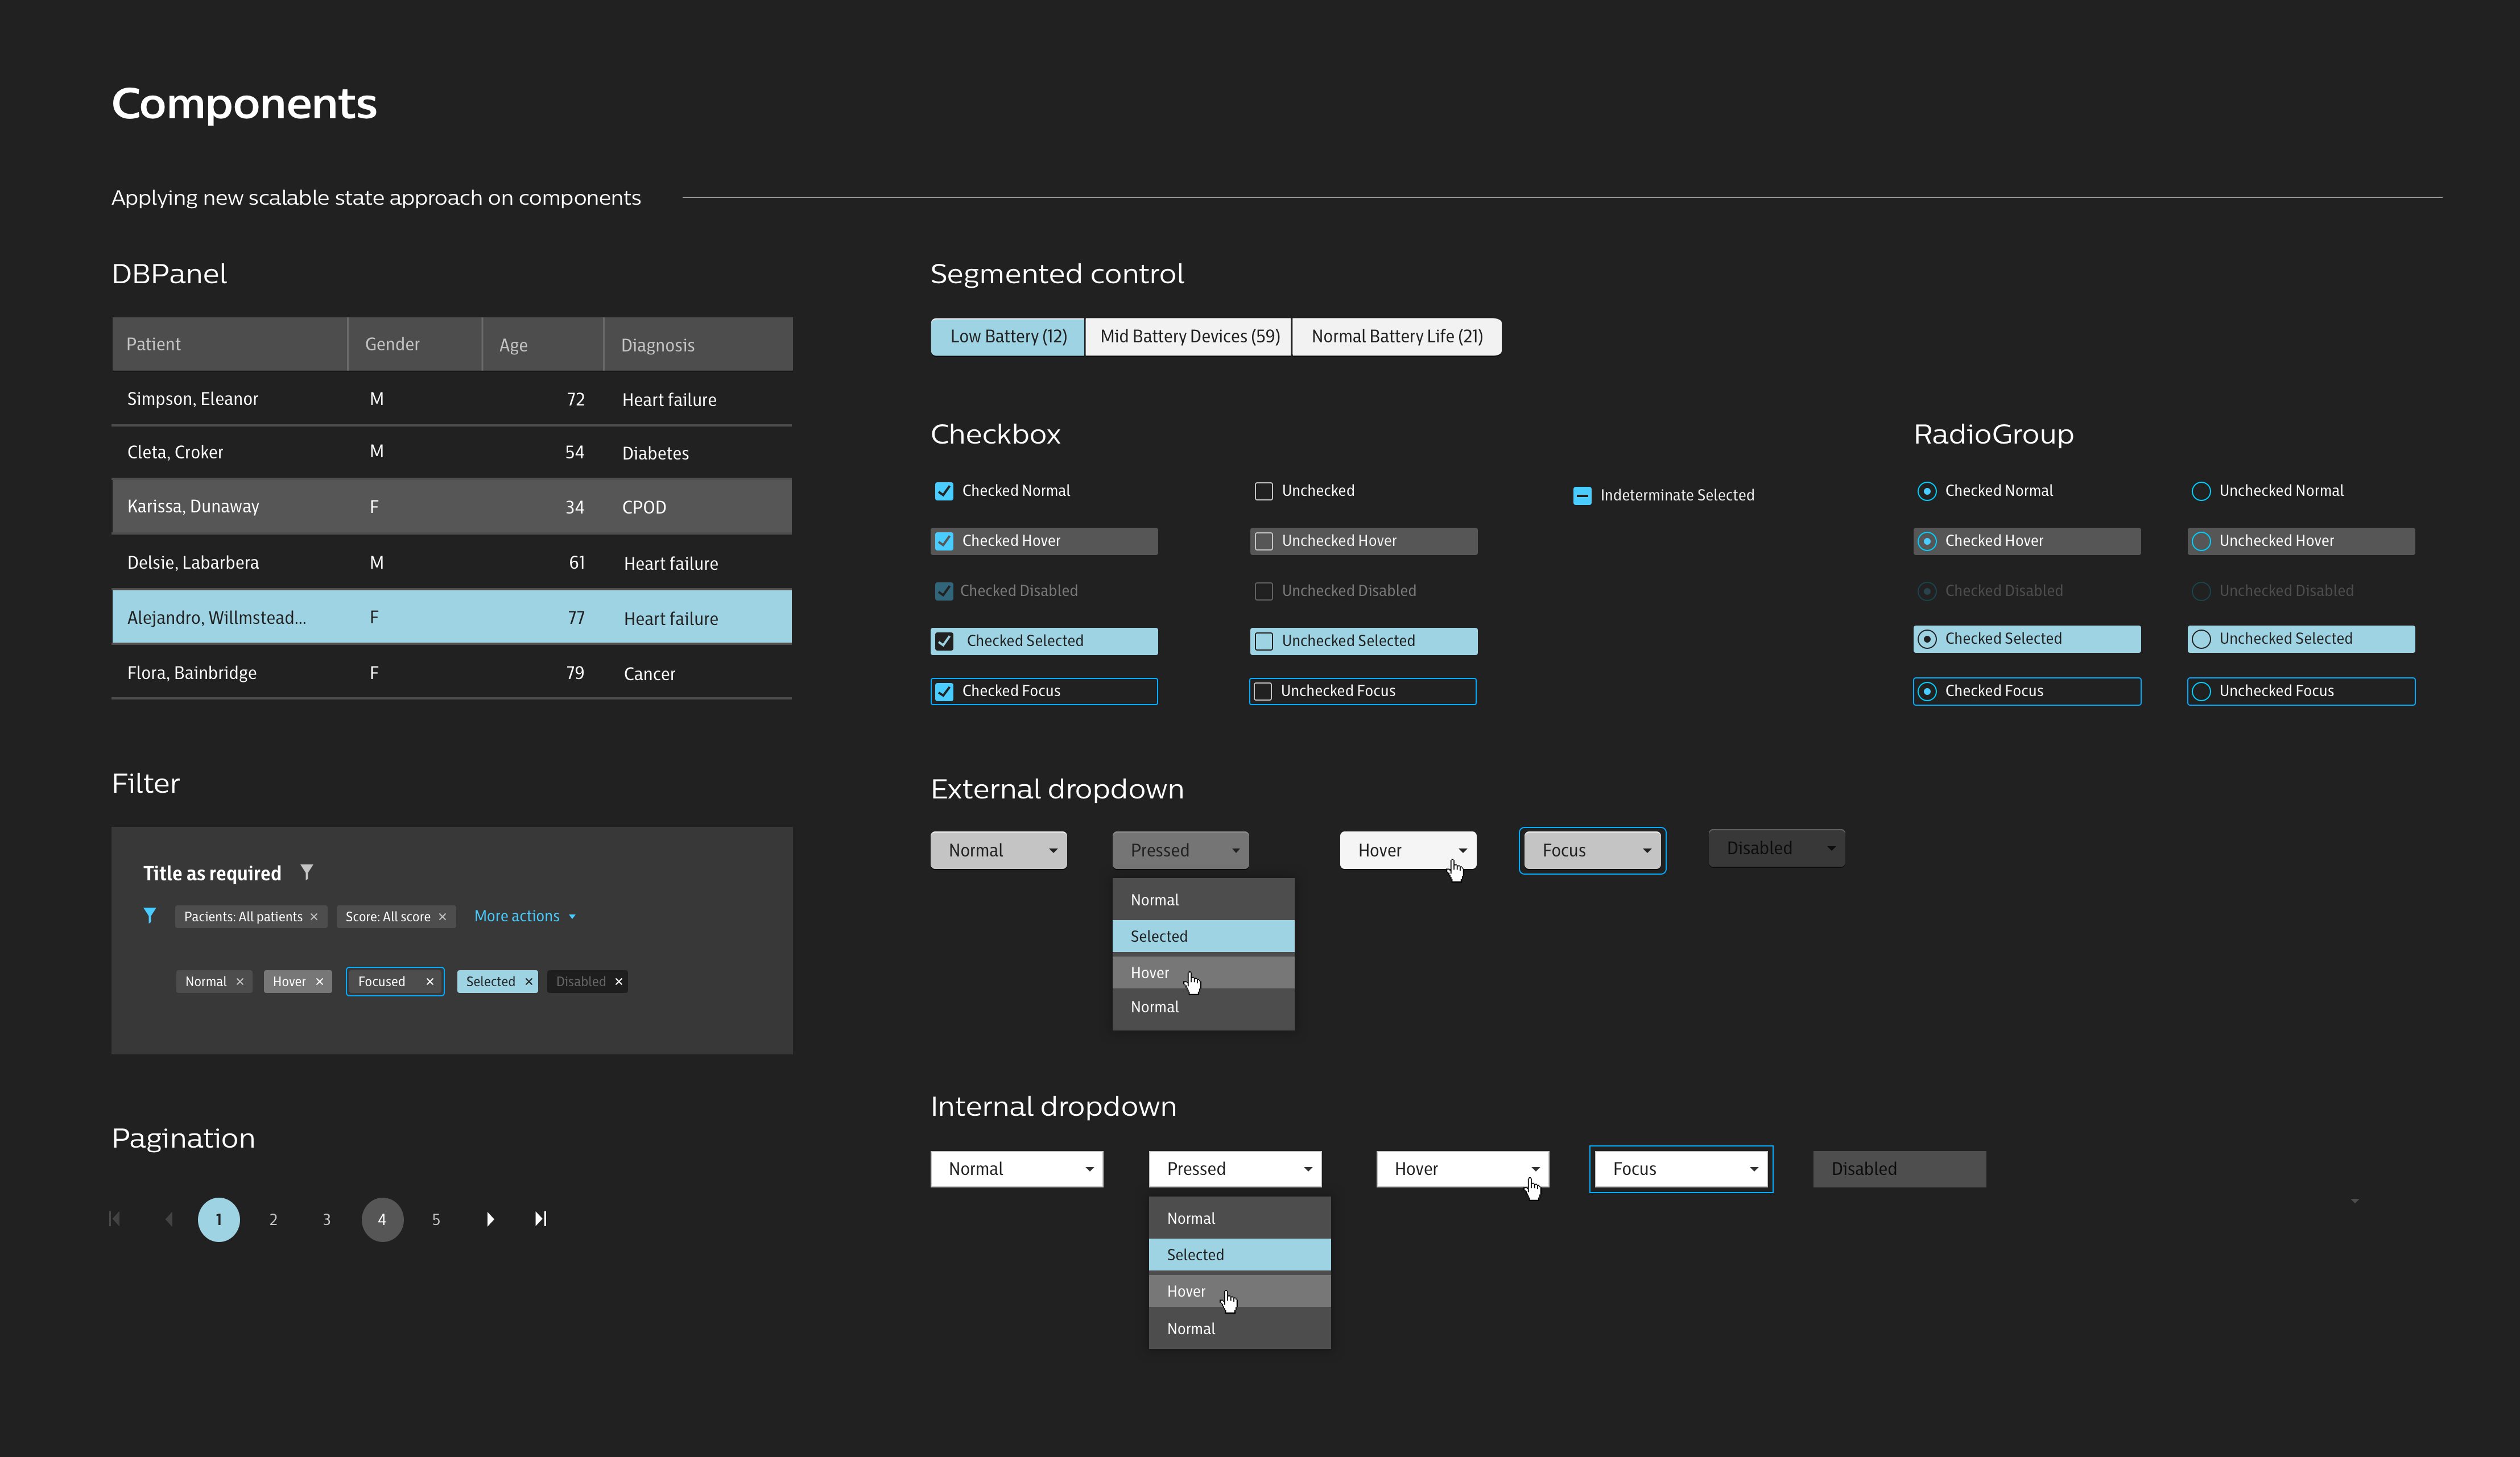 Components
Applying new scalable state approach on components
DBPanel
Patient Gender Age Diagnosis
Simpson, Eleanor M 72 Heart failure
Cleta, Croker M 54 Diabetes
Karissa, Dunaway F 34 CPOD
Delsie, Labarbera M 61 Heart failure
Alejandro, Willmstead... F 77 Heart failure
Flora, Bainbridge F 79 Cancer
Filter
Title as required
Pacients: All patients Score: All score More actions
Normal Hover Focused Selected Disabled
Pagination
1 2 3 4 5
Segmented control
Low Battery (12) Mid Battery Devices (59) Normal Battery Life (21)
Checkbox
Checked Normal Unchecked Indeterminate Selected
Checked Hover Unchecked Hover
Checked Disabled Unchecked Disabled
Checked Selected Unchecked Selected
Checked Focus Unchecked Focus
RadioGroup
Checked Normal Unchecked Normal
Checked Hover Unchecked Hover
Checked Disabled Unchecked Disabled
Checked Selected Unchecked Selected
Checked Focus Unchecked Focus
External dropdown
Normal Pressed Hover Focus Disabled
Normal
Selected
Hover
Normal
Internal dropdown
Normal Pressed Hover Focus Disabled
Normal
Selected
Hover
Normal